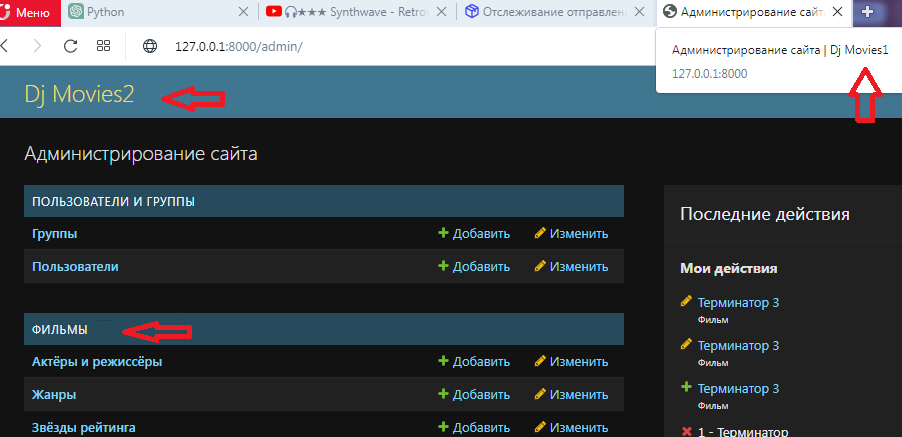 Меню
Python
★★★ Synthwave - Retro
Отслеживание отправлен
Администрирование сайта
127.0.0.1:8000/admin/
Администрирование сайта | Dj Movies1
127.0.0.1:8000
Dj Movies2
Администрирование сайта
ПОЛЬЗОВАТЕЛИ И ГРУППЫ
Группы Добавить Изменить
Пользователи Добавить Изменить
ФИЛЬМЫ
Актёры и режиссёры Добавить Изменить
Жанры Добавить Изменить
Звёзды рейтинга Добавить Изменить
Последние действия
Мои действия
Терминатор 3
Фильм
Терминатор 3
Фильм
Терминатор 3
Фильм
1 - Терминатор